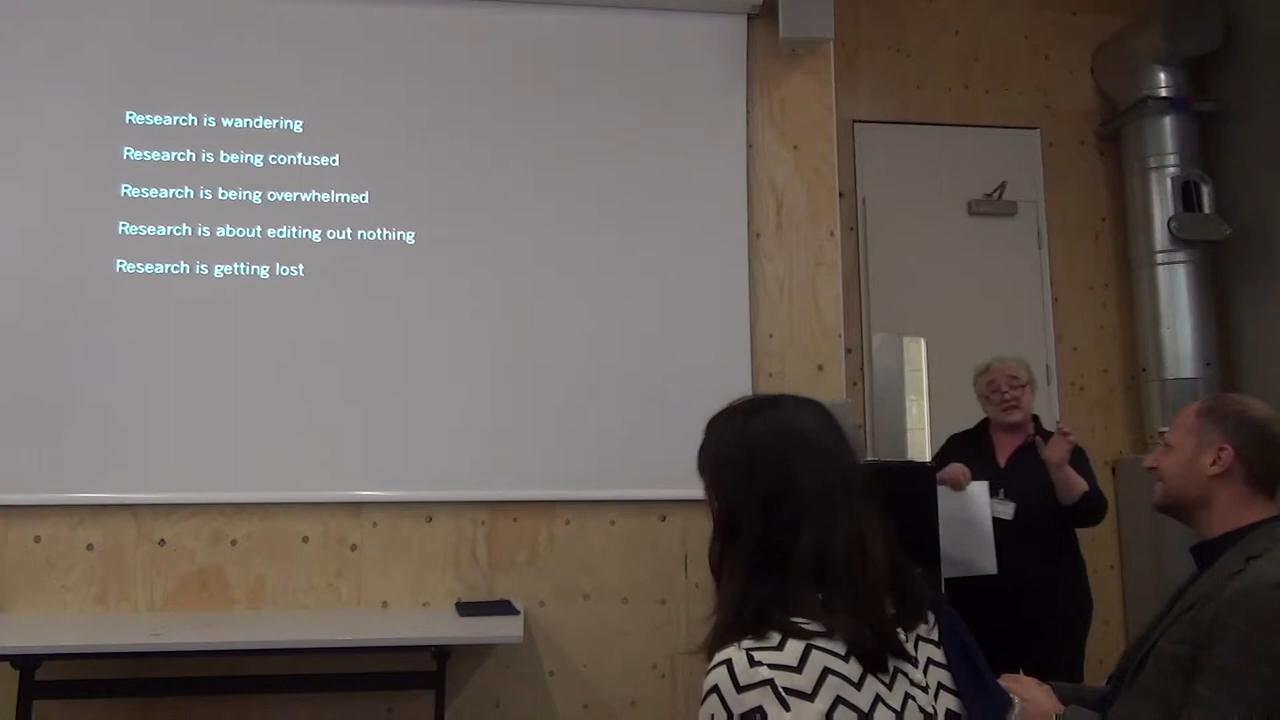 Research is wandering
Research is being confused
Research is being overwhelmed
Research is about editing out nothing
Research is getting lost